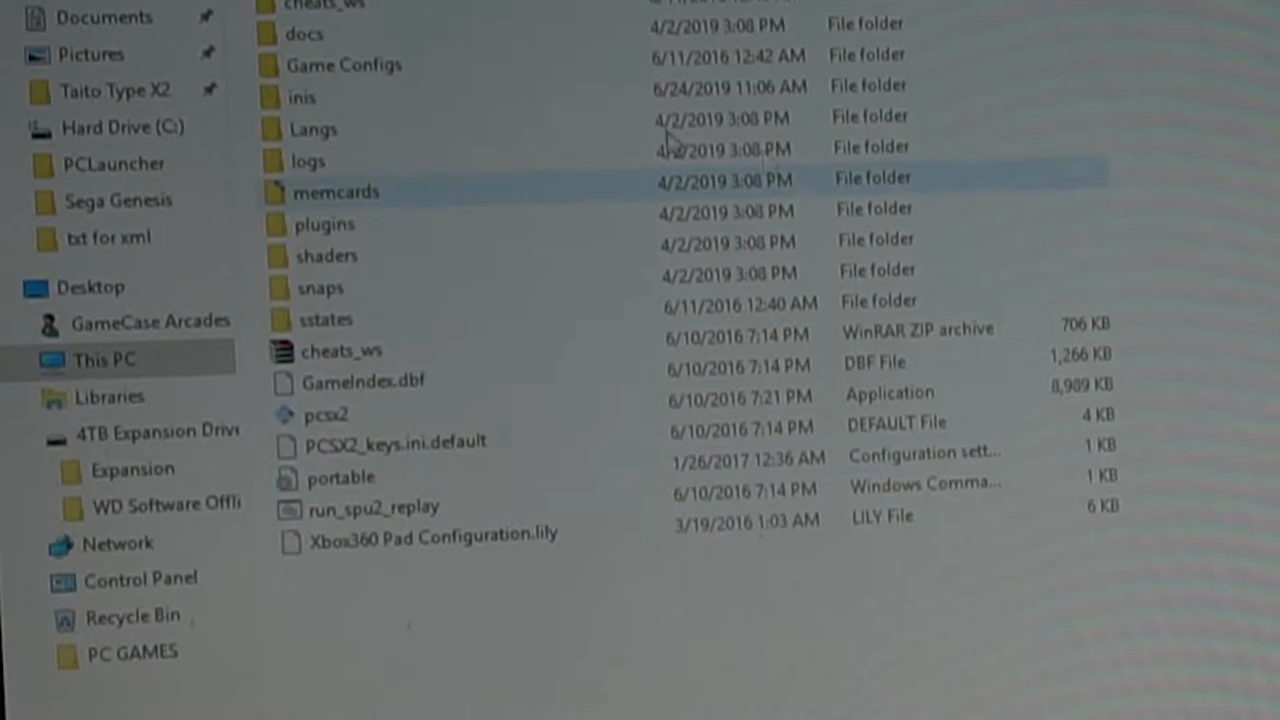 Documents
Pictures
Taito Type X2
Hard Drive (C:)
PCLauncher
Sega Genesis
txt for xml
Desktop
GameCase Arcades
This PC
Libraries
4TB Expansion Drive
Expansion
WD Software Offli
Network
Control Panel
Recycle Bin
PC GAMES
cheats_ws
docs 4/2/2019 3:08 PM File folder
Game Configs 6/11/2016 12:42 AM File folder
inis 6/24/2019 11:06 AM File folder
Langs 4/2/2019 3:08 PM File folder
logs 4/2/2019 3:08 PM File folder
memcards 4/2/2019 3:08 PM File folder
plugins 4/2/2019 3:08 PM File folder
shaders 4/2/2019 3:08 PM File folder
snaps 4/2/2019 3:08 PM File folder
sstates 6/11/2016 12:40 AM File folder
cheats_ws 6/10/2016 7:14 PM WinRAR ZIP archive 706 KB
GameIndex.dbf 6/10/2016 7:14 PM DBF File 1,266 KB
pcsx2 6/10/2016 7:21 PM Application 8,989 KB
PCSX2_keys.ini.default 6/10/2016 7:14 PM DEFAULT File 4 KB
portable 1/26/2017 12:36 AM Configuration sett... 1 KB
run_spu2_replay 6/10/2016 7:14 PM Windows Comma... 1 KB
Xbox360 Pad Configuration.lily 3/19/2016 1:03 AM LILY File 6 KB